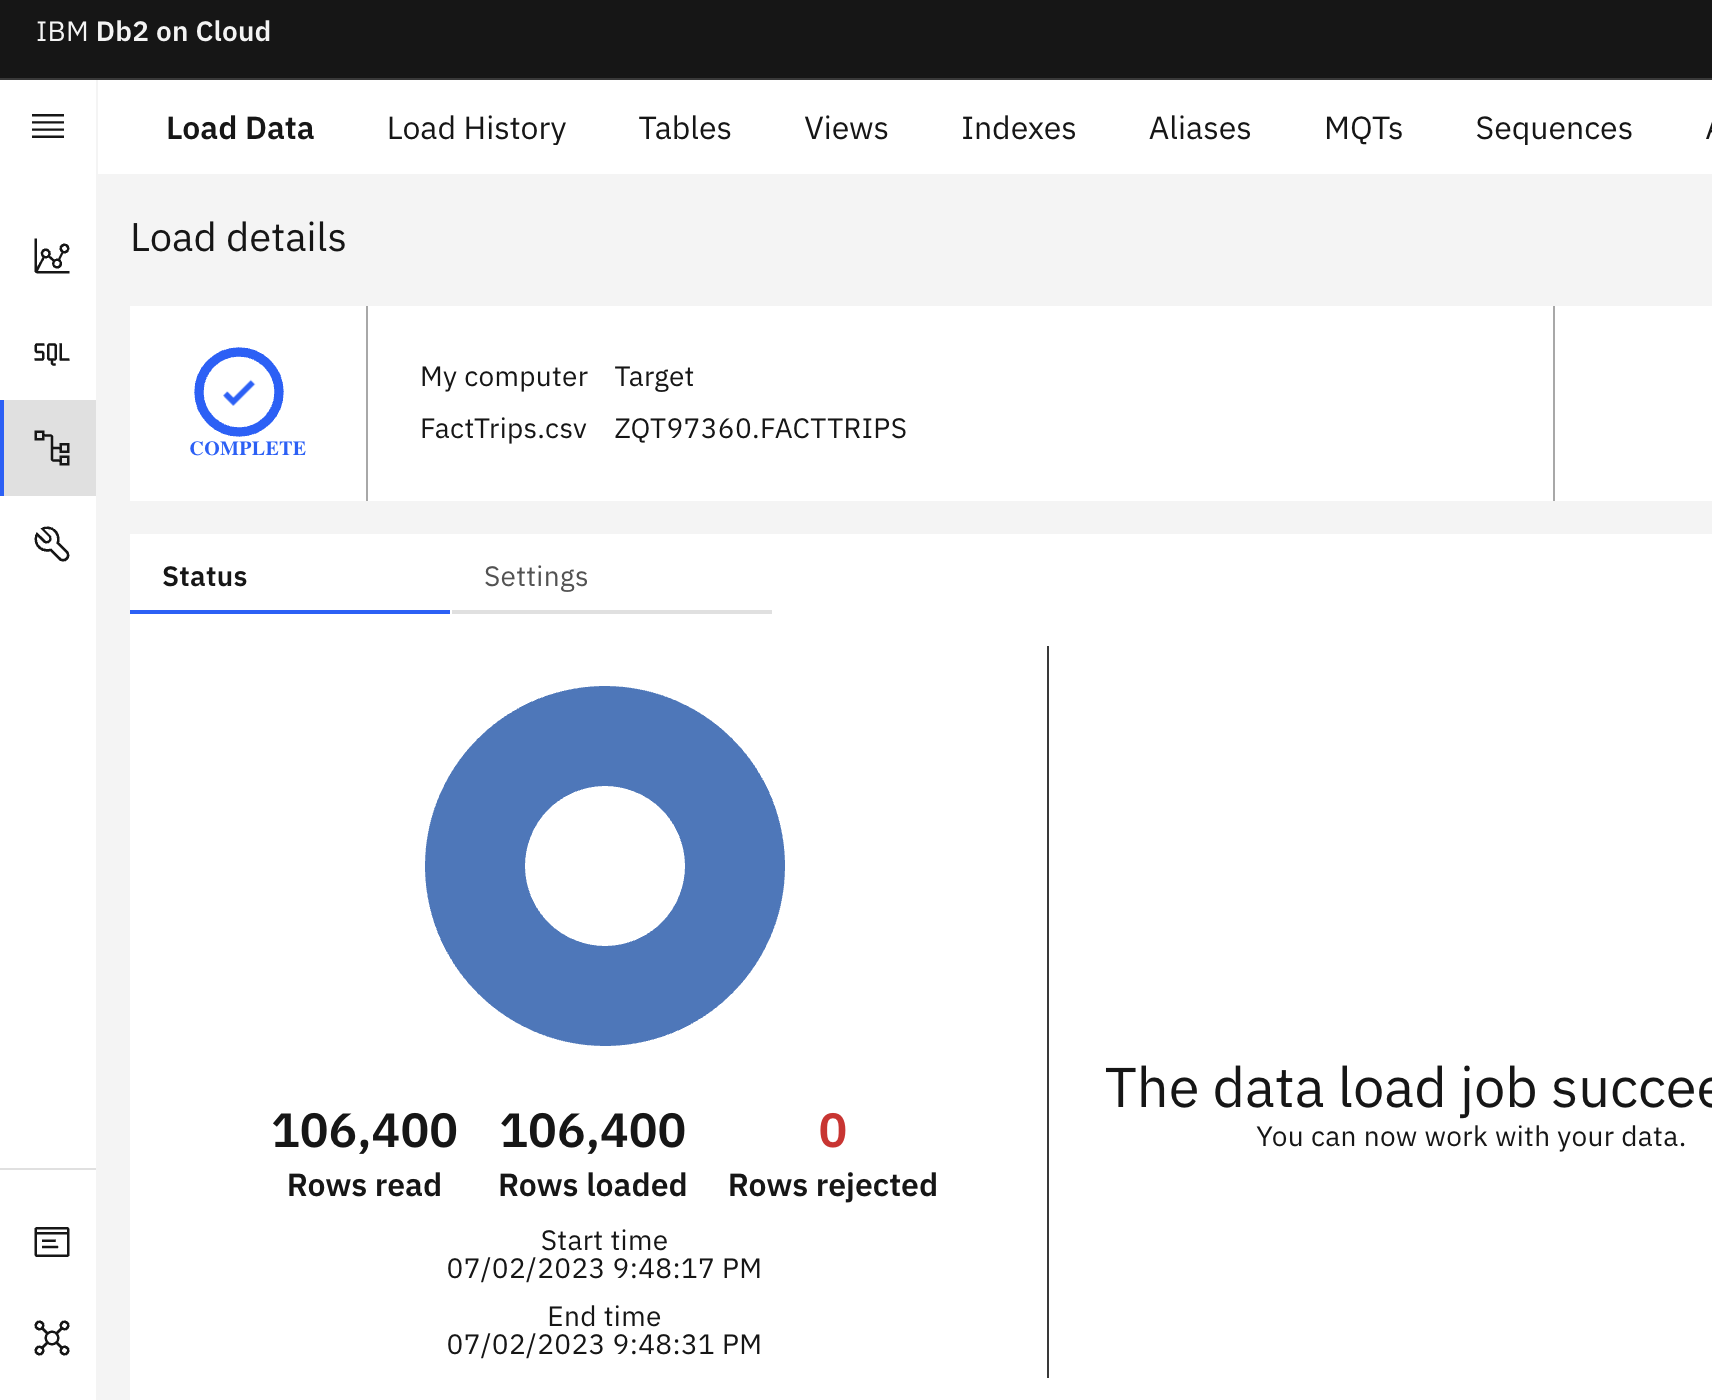 IBM Db2 on Cloud
Load Data Load History Tables Views Indexes Aliases MQTs Sequences
Load details
SQL
COMPLETE
My computer Target
FactTrips.csv ZQT97360.FACTTRIPS
Status Settings
106,400 106,400 0
Rows read Rows loaded Rows rejected
Start time
07/02/2023 9:48:17 PM
End time
07/02/2023 9:48:31 PM
The data load job succee
You can now work with your data.